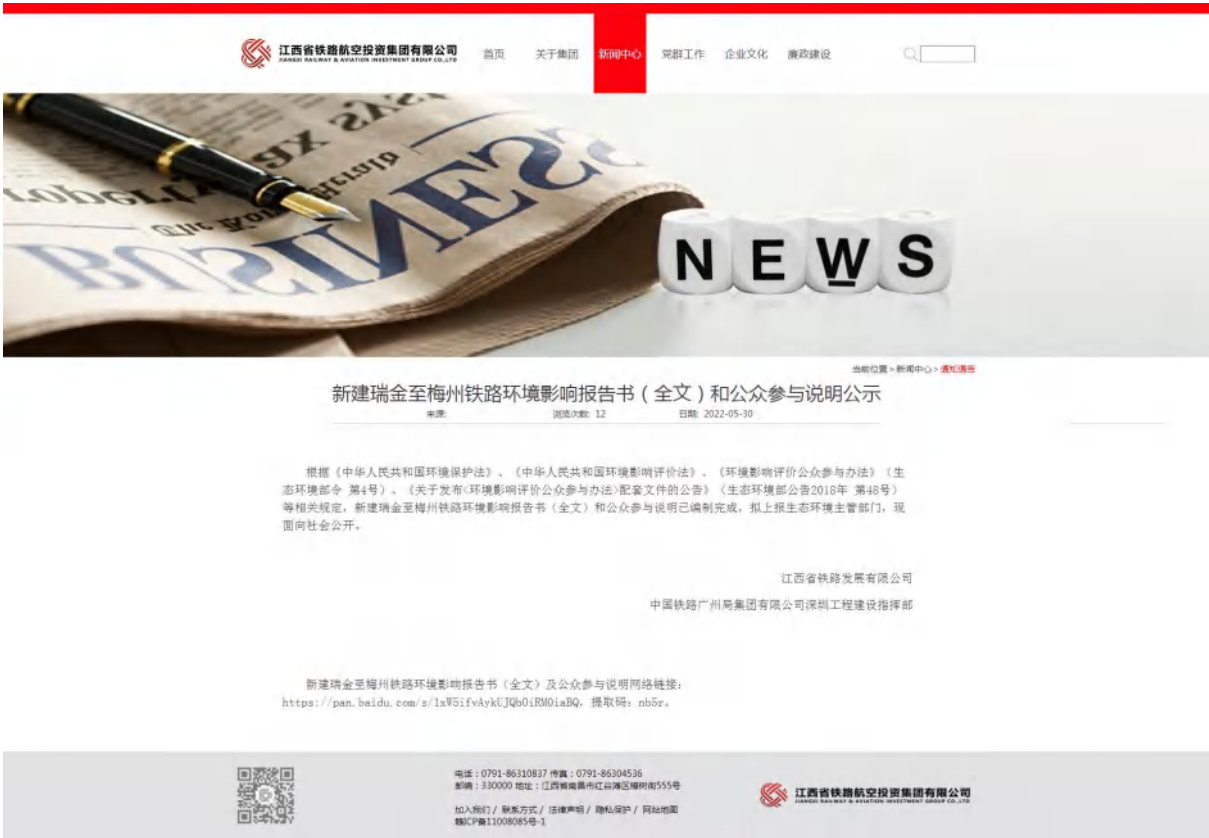 江西省铁路航空投资集团有限公司
JIANGXI RAILWAY & AVIATION INVESTMENT GROUP CO.,LTD
首页 关于集团 新闻中心 党群工作 企业文化 廉政建设
BUSINESS
NEWS
当前位置 > 新闻中心 > 通知通告
新建瑞金至梅州铁路环境影响报告书（全文）和公众参与说明公示
来源: 浏览次数: 12 日期: 2022-05-30
根据《中华人民共和国环境保护法》、《中华人民共和国环境影响评价法》、《环境影响评价公众参与办法》（生
态环境部令 第4号）、《关于发布<环境影响评价公众参与办法>配套文件的公告》（生态环境部公告2018年 第48号）
等相关规定，新建瑞金至梅州铁路环境影响报告书（全文）和公众参与说明已编制完成，拟上报生态环境主管部门，现
面向社会公开。
江西省铁路发展有限公司
中国铁路广州局集团有限公司深圳工程建设指挥部
新建瑞金至梅州铁路环境影响报告书（全文）及公众参与说明网络链接：
https://pan.baidu.com/s/1xW5ifvAykUJQbOiRM0iaBQ，提取码：nb5r。
电话：0791-86310837 传真：0791-86304536
邮编：330000 地址：江西省南昌市红谷滩区樟树街555号
加入我们 / 联系方式 / 法律声明 / 隐私保护 / 网站地图
赣ICP备11008085号-1
江西省铁路航空投资集团有限公司
JIANGXI RAILWAY & AVIATION INVESTMENT GROUP CO.,LTD